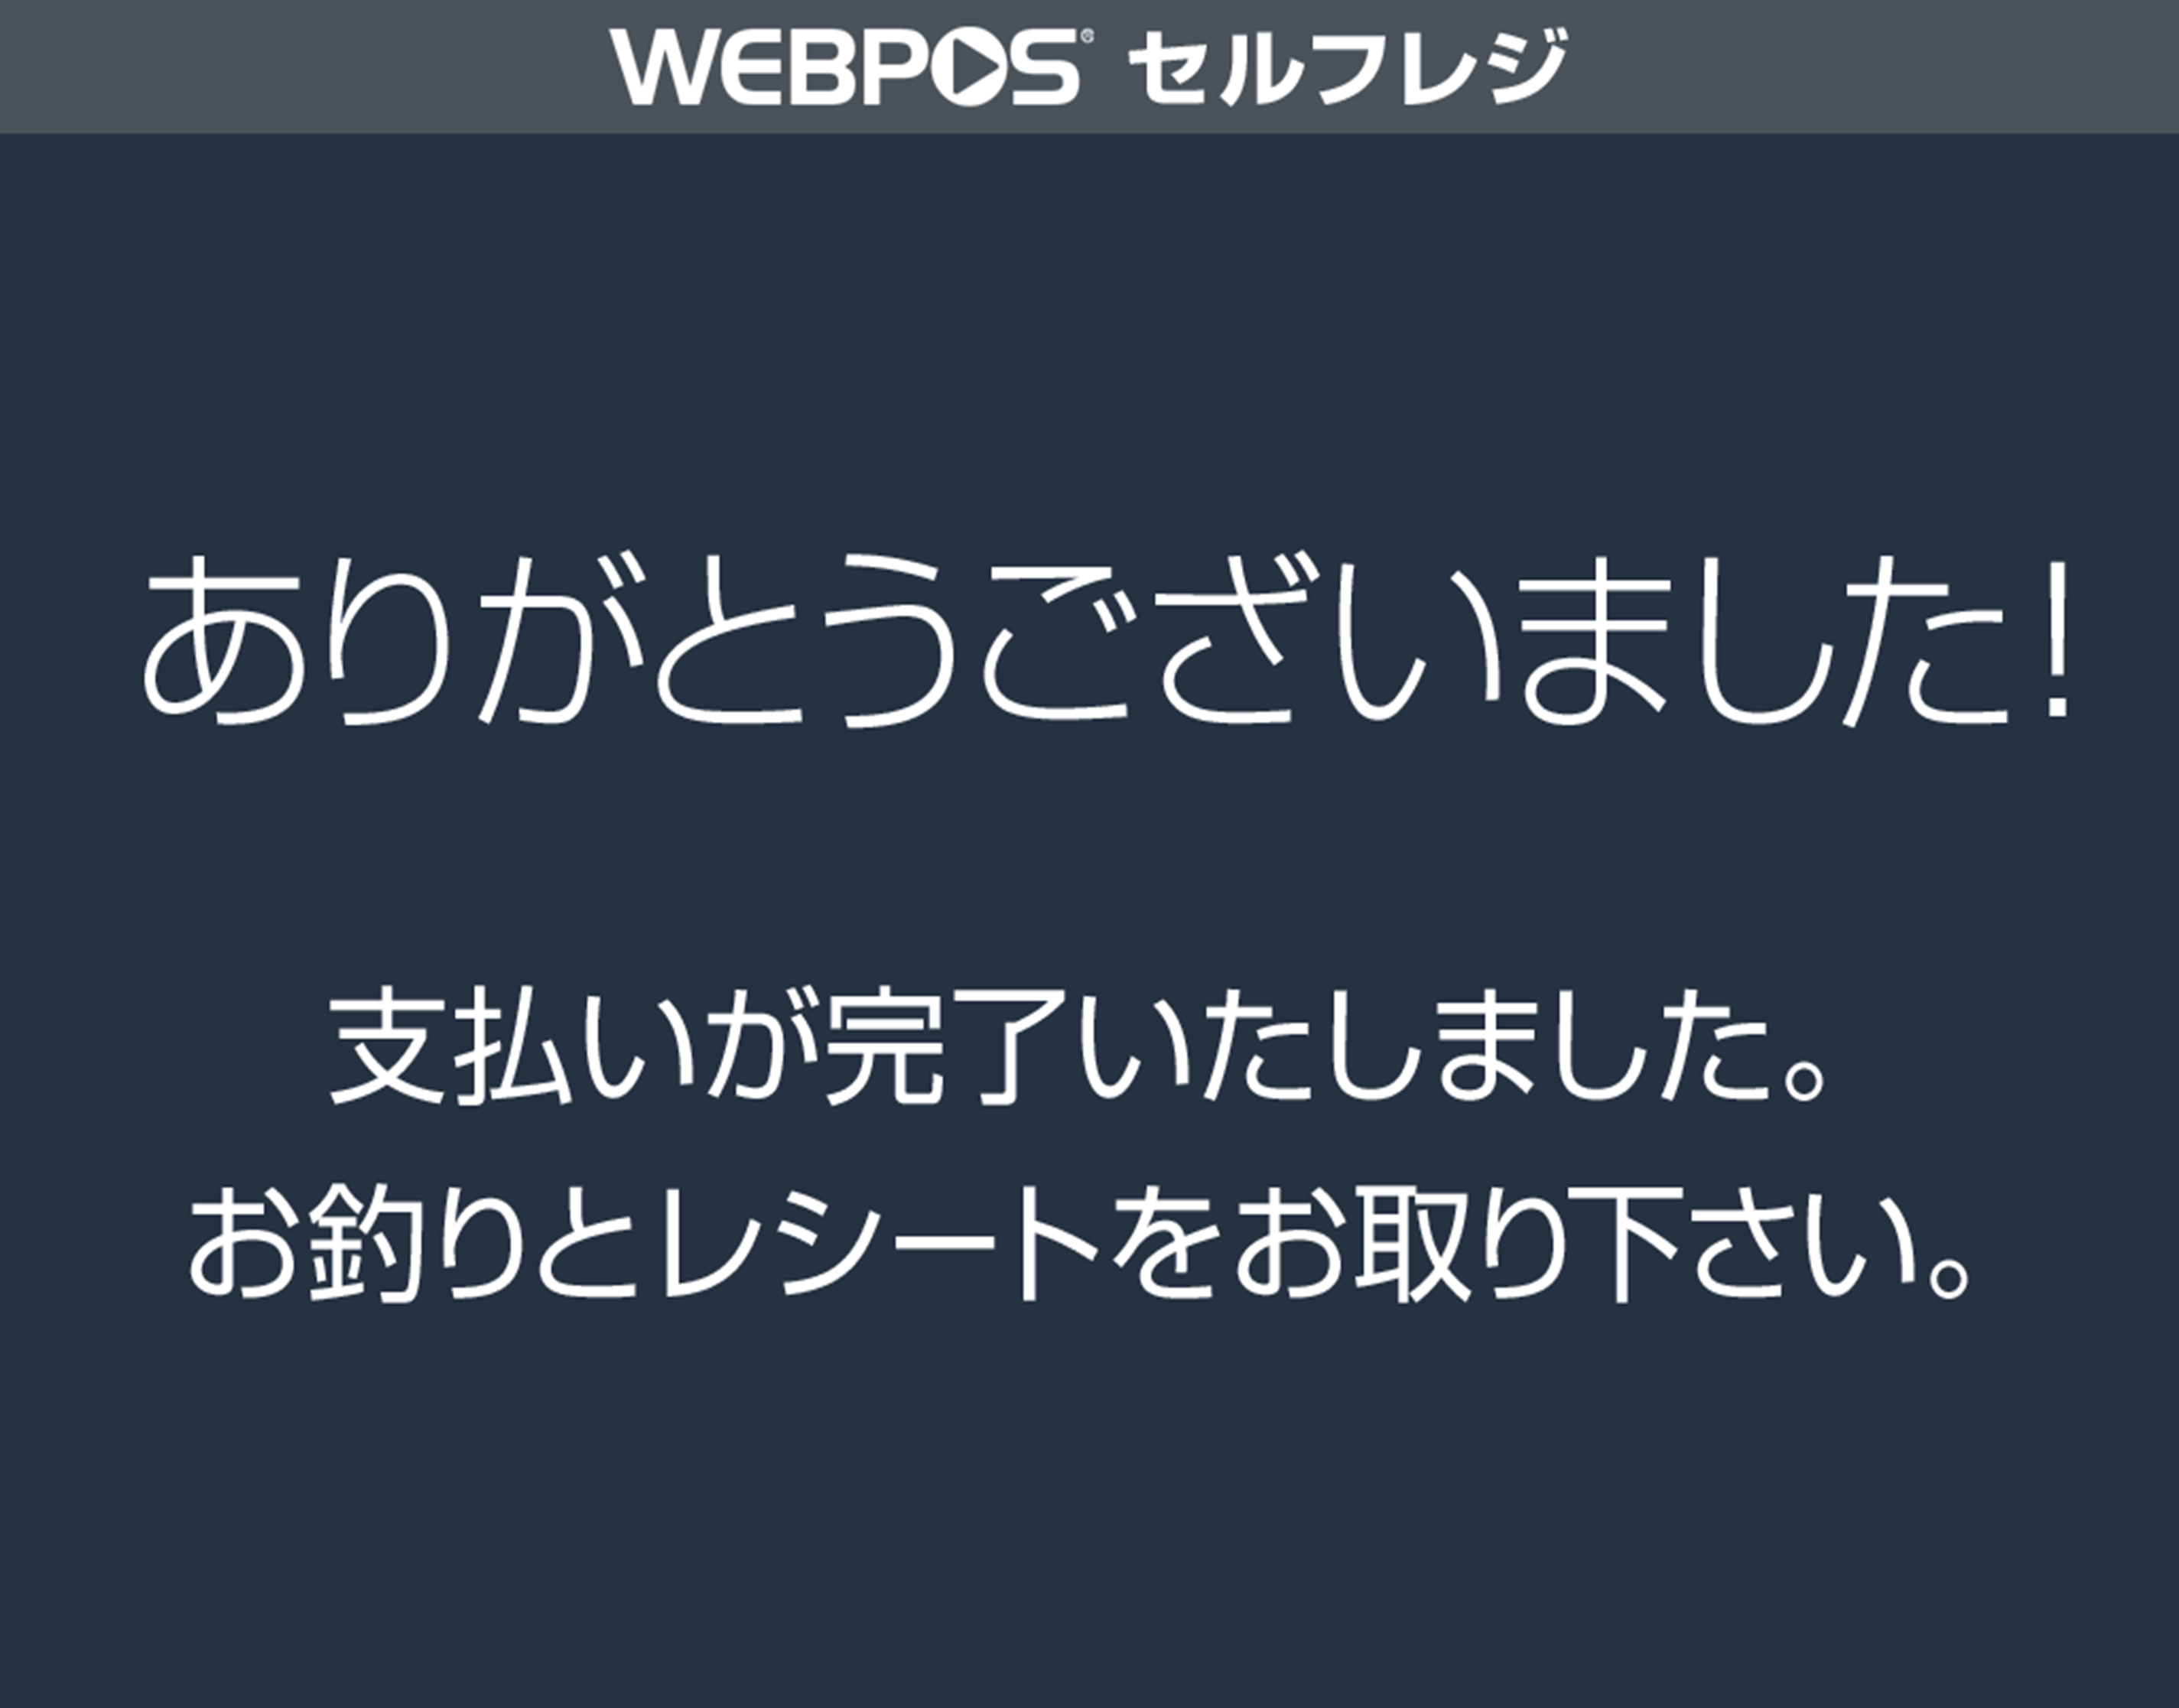 WEBPOS® セルフレジ
ありがとうございました!
支払いが完了いたしました。
お釣りとレシートをお取り下さい。